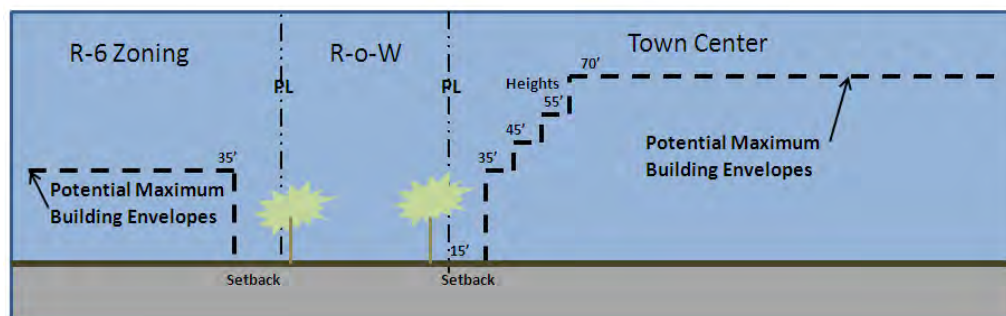 R-6 Zoning
R-o-W
Town Center
PL
PL
Heights
70'
55'
45'
35'
35'
Potential Maximum
Building Envelopes
Potential Maximum
Building Envelopes
15'
Setback
Setback